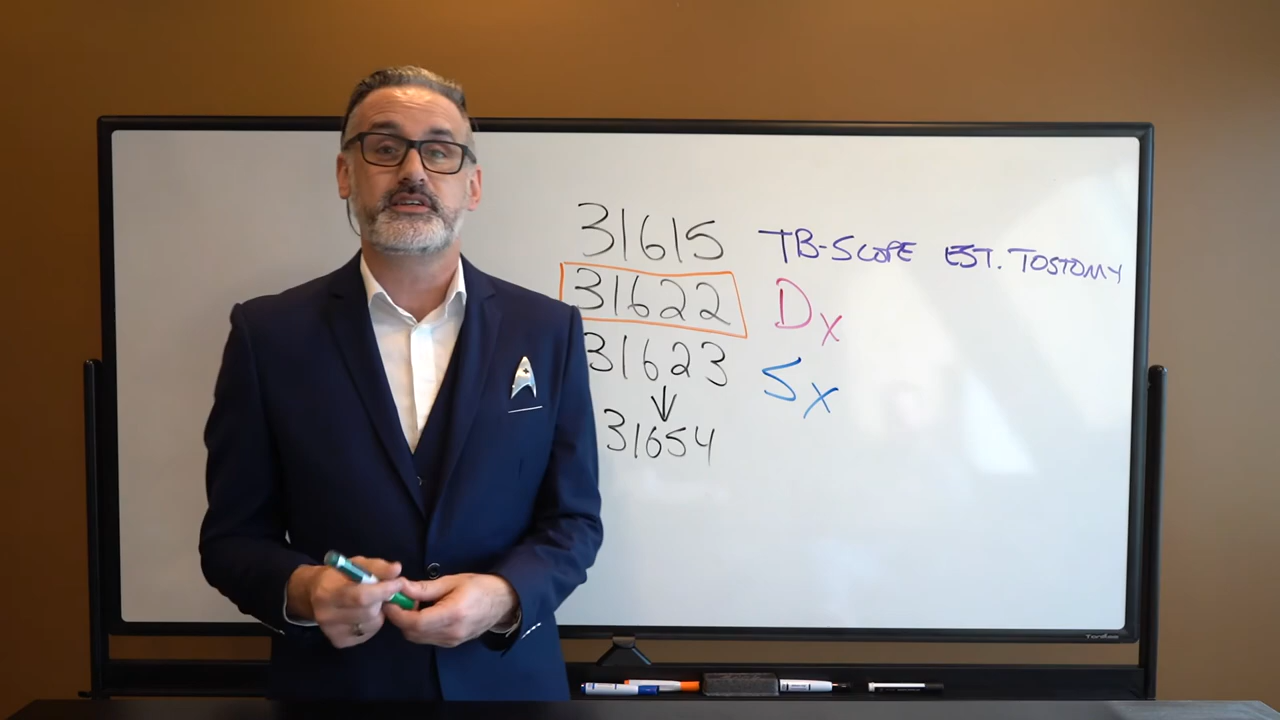 31615 TB-SCOPE EST. TOSTOMY
31622 Dx
31623 Sx
↓
31654